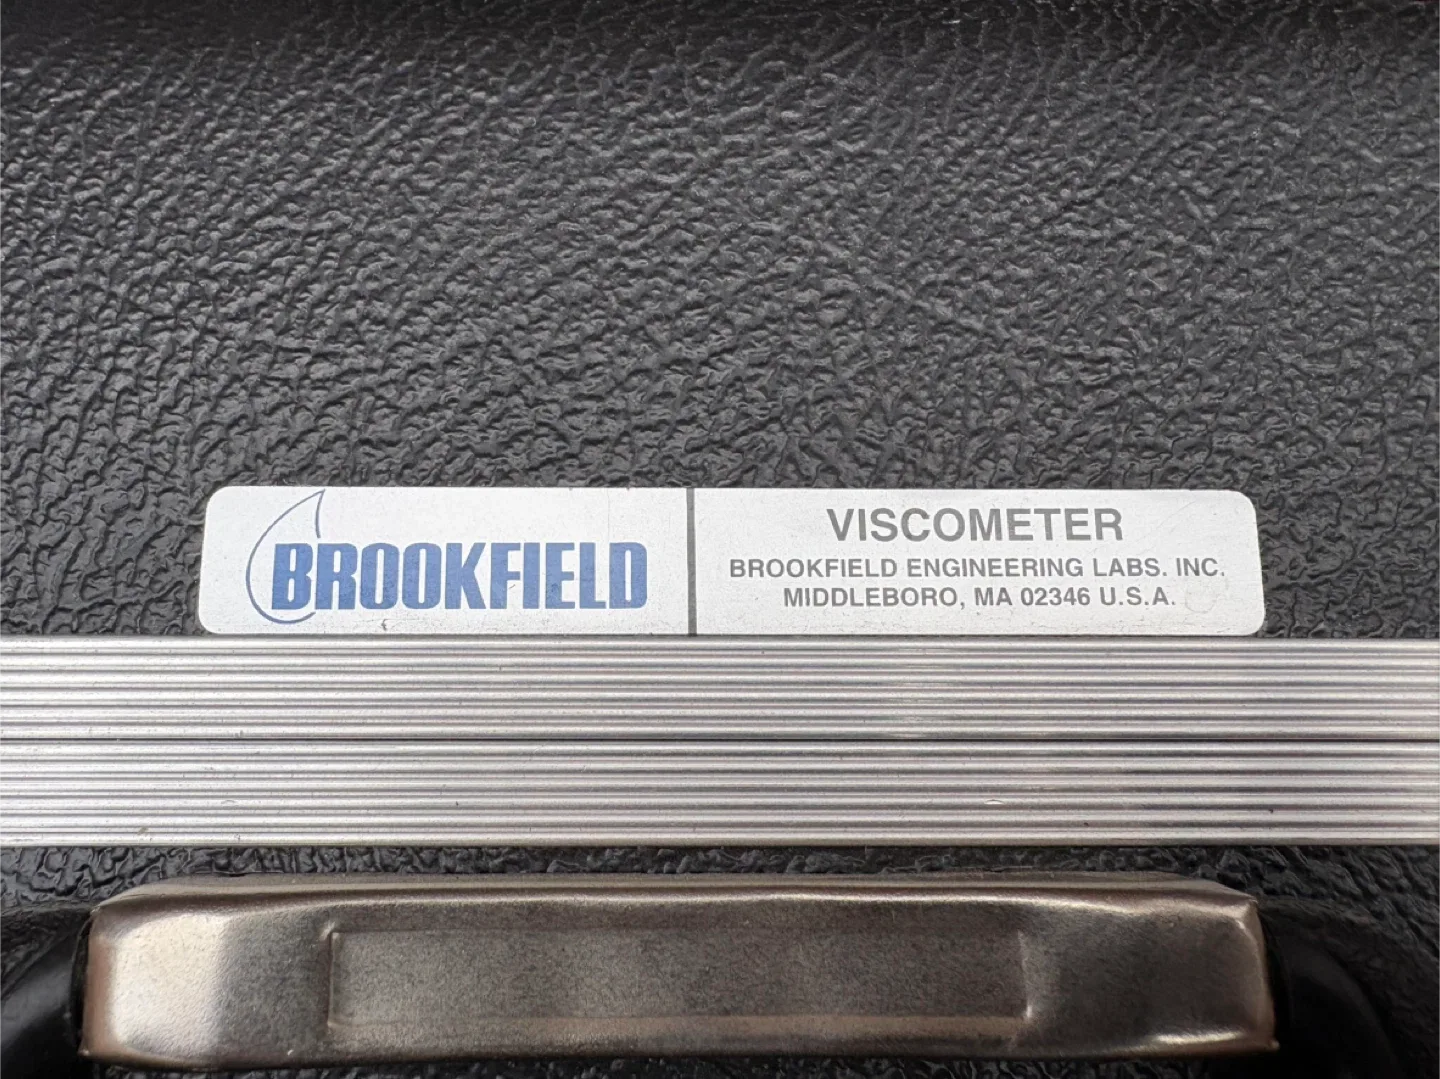 BROOKFIELD
VISCOMETER
BROOKFIELD ENGINEERING LABS. INC.
MIDDLEBORO, MA 02346 U.S.A.